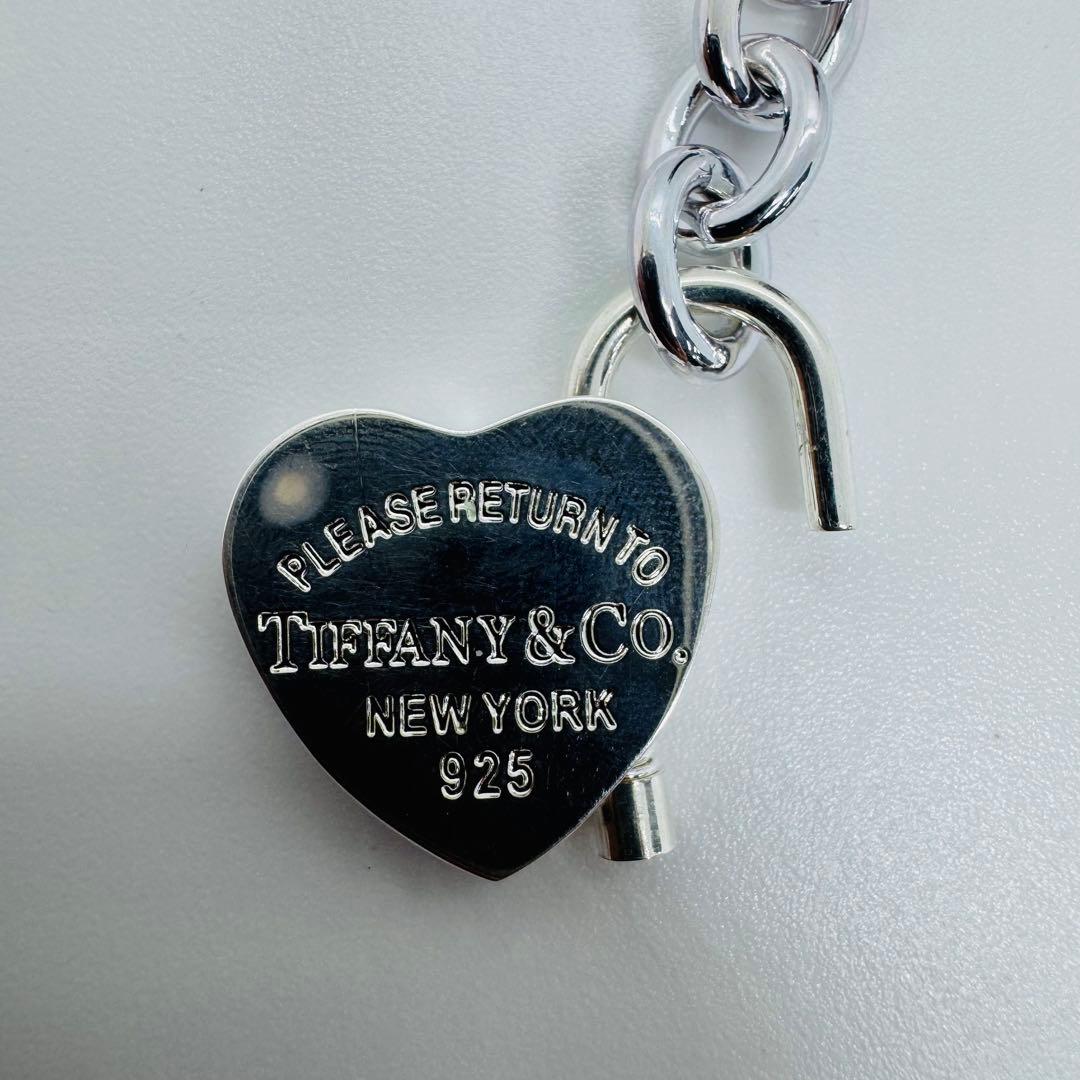 PLEASE RETURN TO
TIFFANY & CO.
NEW YORK
925